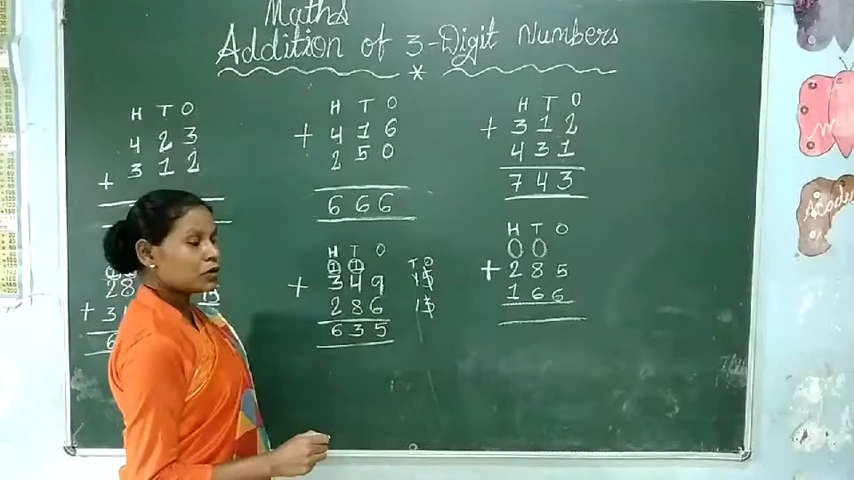 Maths
Addition of 3-Digit Numbers
*
H T O
4 2 3
+ 3 1 2
H T O
+ 4 1 6
2 5 0
6 6 6
H T O
+ 3 1 2
4 3 1
7 4 3
H T O
1 1
+ 3 4 9
2 8 6
6 3 5
T O
H T O
+ 2 8 5
1 6 6